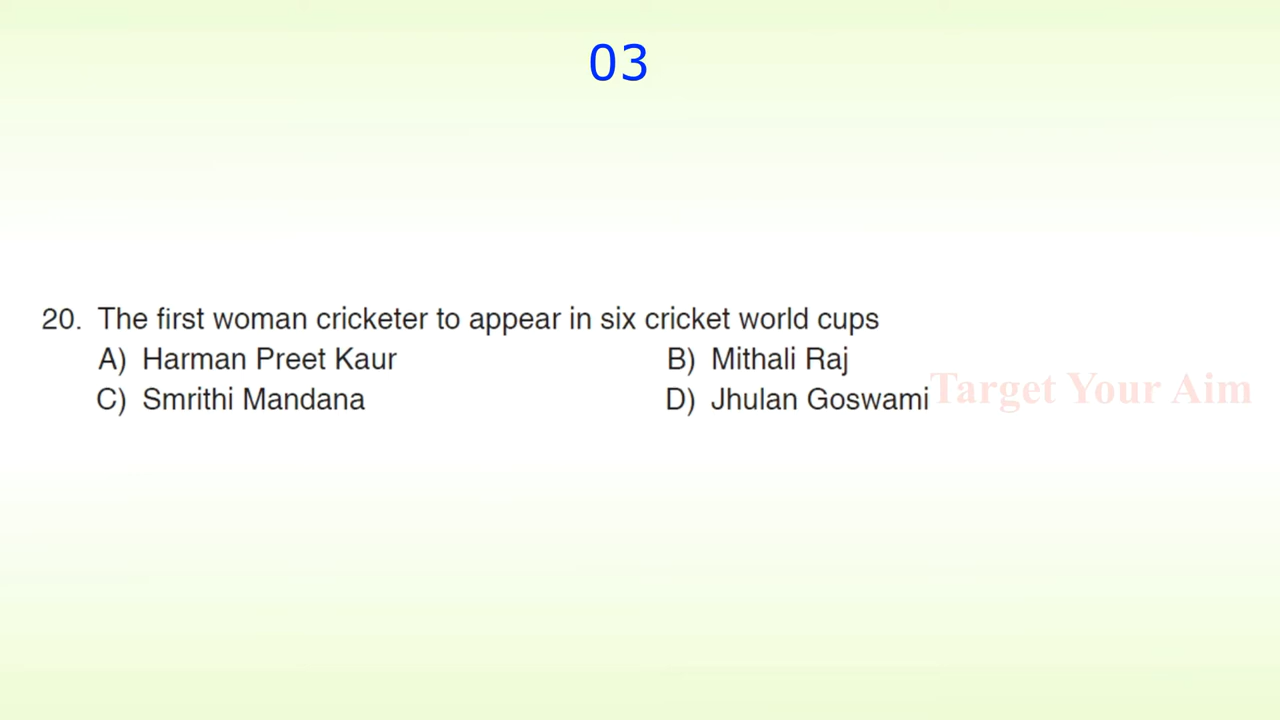 03
20. The first woman cricketer to appear in six cricket world cups
A) Harman Preet Kaur B) Mithali Raj
C) Smrithi Mandana D) Jhulan Goswami
Target Your Aim